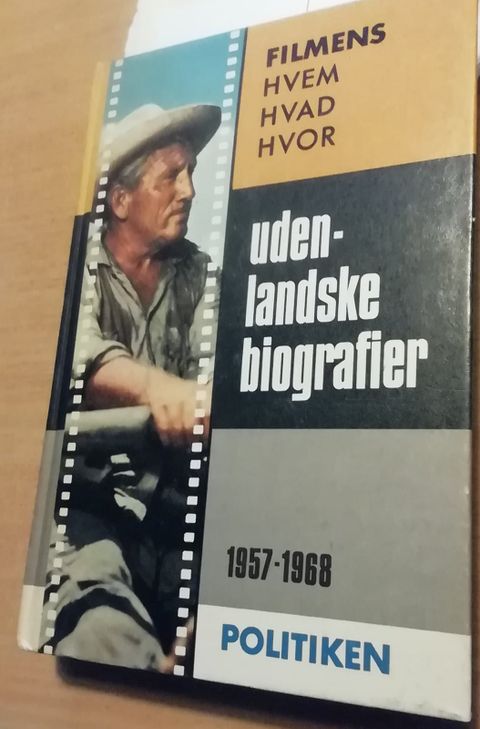 FILMENS
HVEM
HVAD
HVOR
uden-
landske
biografier
1957-1968
POLITIKEN